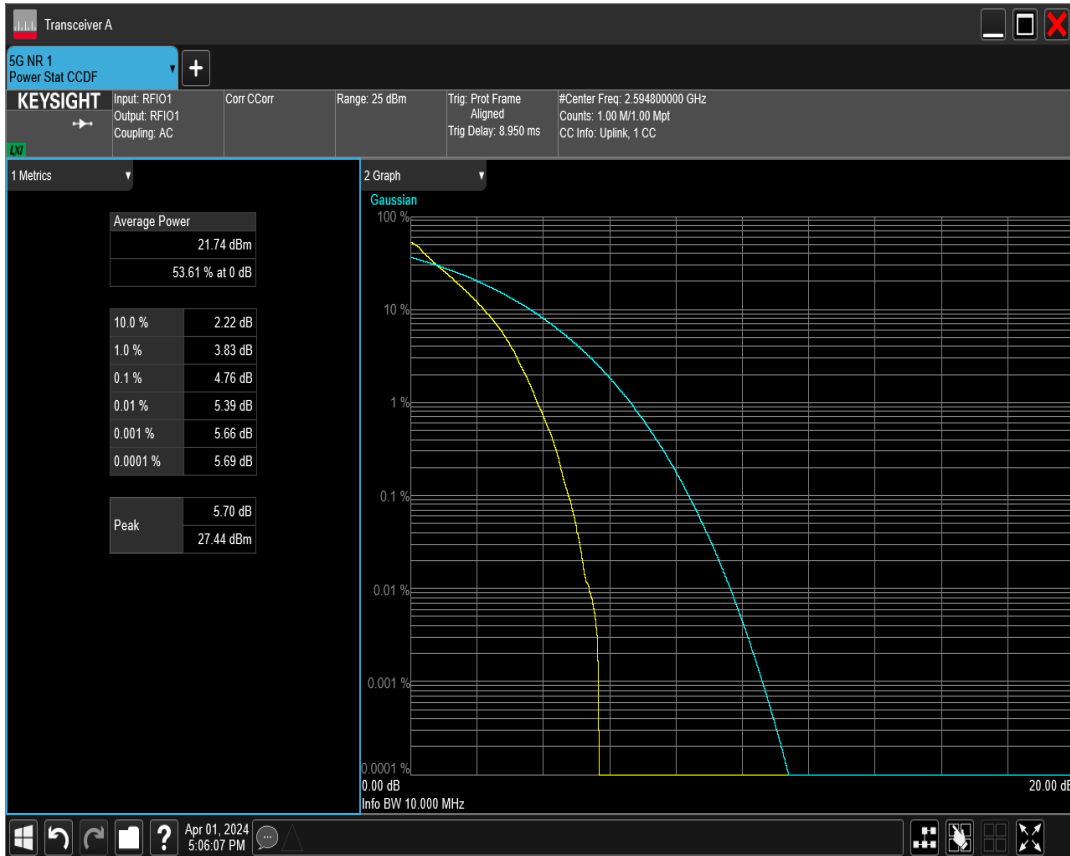 Transceiver A
5G NR 1
Power Stat CCDF
KEYSIGHT
LXI
Input: RFIO1
Output: RFIO1
Coupling: AC
Corr CCorr
Range: 25 dBm
Trig: Prot Frame
Aligned
Trig Delay: 8.950 ms
#Center Freq: 2.594800000 GHz
Counts: 1.00 M/1.00 Mpt
CC Info: Uplink, 1 CC
1 Metrics
Average Power
21.74 dBm
53.61 % at 0 dB
10.0 % 2.22 dB
1.0 % 3.83 dB
0.1 % 4.76 dB
0.01 % 5.39 dB
0.001 % 5.66 dB
0.0001 % 5.69 dB
Peak 5.70 dB
27.44 dBm
2 Graph
Gaussian
100 %
10 %
1 %
0.1 %
0.01 %
0.001 %
0.0001 %
0.00 dB 20.00 dB
Info BW 10.000 MHz
Apr 01, 2024
5:06:07 PM